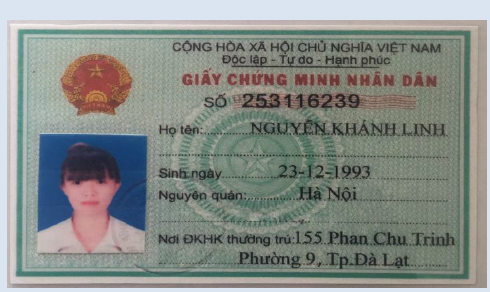 CỘNG HÒA XÃ HỘI CHỦ NGHĨA VIỆT NAM
Độc lập - Tự do - Hạnh phúc
GIẤY CHỨNG MINH NHÂN DÂN
SỐ 253116239
Họ tên:..........NGUYỄN KHÁNH LINH
Sinh ngày..........23-12-1993
Nguyên quán:..........Hà Nội
Nơi ĐKHK thường trú:155 Phan Chu Trinh
Phường 9, Tp.Đà Lạt